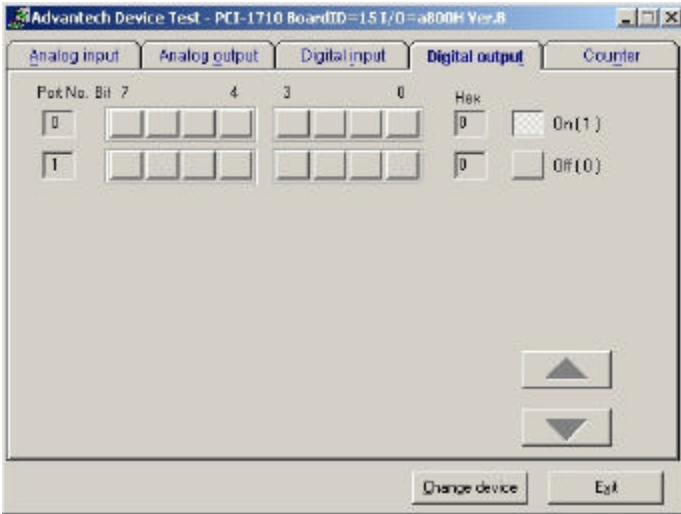 Advantech Device Test - PCI-1710 BoardID=15 I/O=a800H Ver.B
Analog input Analog output Digital input Digital output Counter
Port No. Bit 7 4 3 0 Hex
0 0 On(1)
1 0 Off(0)
Change device Exit